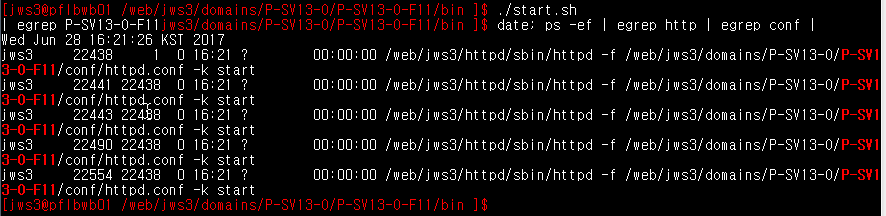 [jws3@pflbwb01 /web/jws3/domains/P-SV13-0/P-SV13-0-F11/bin ]$ ./start.sh
| egrep P-SV13-0-F11jws3/domains/P-SV13-0/P-SV13-0-F11/bin ]$ date; ps -ef | egrep http | egrep conf |
Wed Jun 28 16:21:26 KST 2017
jws3     22438     1  0 16:21 ?        00:00:00 /web/jws3/httpd/sbin/httpd -f /web/jws3/domains/P-SV13-0/P-SV1
3-0-F11/conf/httpd.conf -k start
jws3     22441 22438  0 16:21 ?        00:00:00 /web/jws3/httpd/sbin/httpd -f /web/jws3/domains/P-SV13-0/P-SV1
3-0-F11/conf/httpd.conf -k start
jws3     22443 22438  0 16:21 ?        00:00:00 /web/jws3/httpd/sbin/httpd -f /web/jws3/domains/P-SV13-0/P-SV1
3-0-F11/conf/httpd.conf -k start
jws3     22490 22438  0 16:21 ?        00:00:00 /web/jws3/httpd/sbin/httpd -f /web/jws3/domains/P-SV13-0/P-SV1
3-0-F11/conf/httpd.conf -k start
jws3     22554 22438  0 16:21 ?        00:00:00 /web/jws3/httpd/sbin/httpd -f /web/jws3/domains/P-SV13-0/P-SV1
3-0-F11/conf/httpd.conf -k start
[jws3@pflbwb01 /web/jws3/domains/P-SV13-0/P-SV13-0-F11/bin ]$